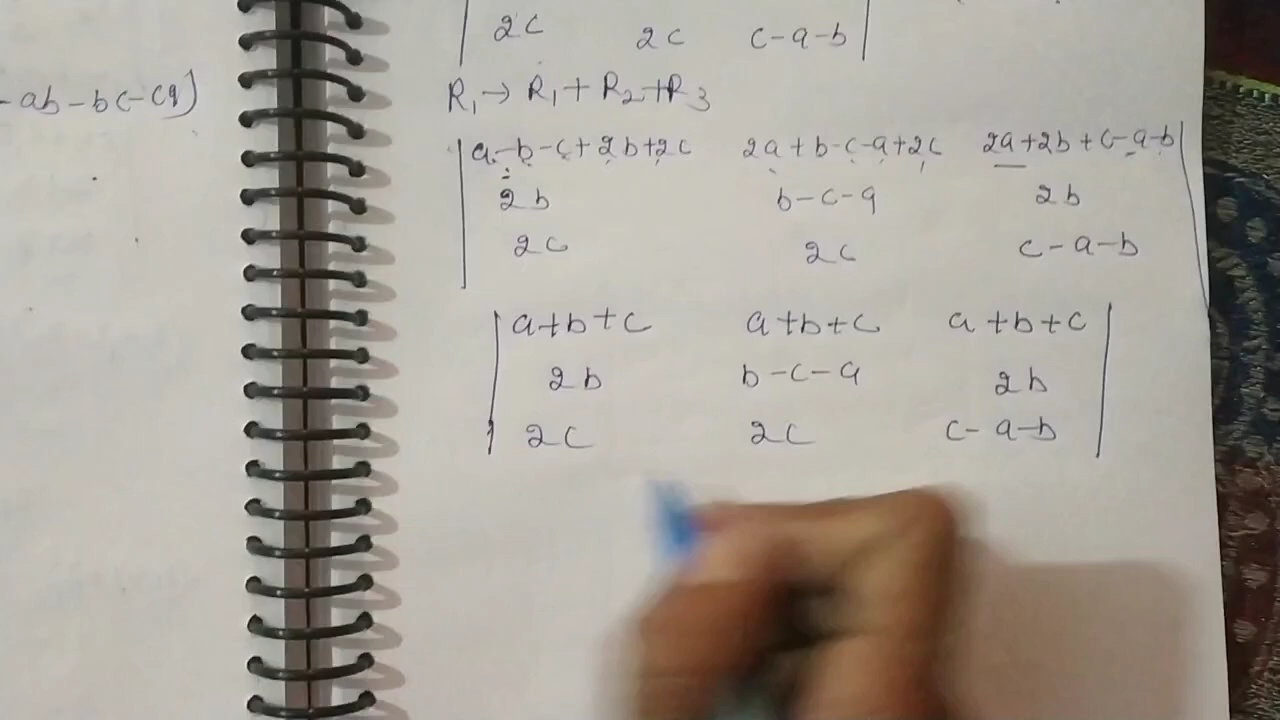 -ab-bc-ca)
2c 2c c-a-b
R₁→ R₁+ R₂+R₃
a-b-c+2b+2c 2a+b-c-a+2c 2a+2b+c-a-b
2b b-c-a 2b
2c 2c c-a-b
a+b+c a+b+c a+b+c
2b b-c-a 2b
2c 2c c-a-b